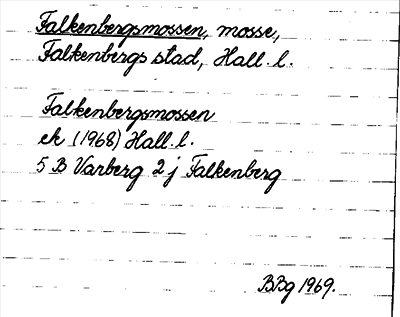 Falkenbergsmossen, mosse,
Falkenbergs stad, Hall. l.
Falkenbergsmossen
ek (1968) Hall. l.
5 B Varberg 2 j Falkenberg
BBg 1969.